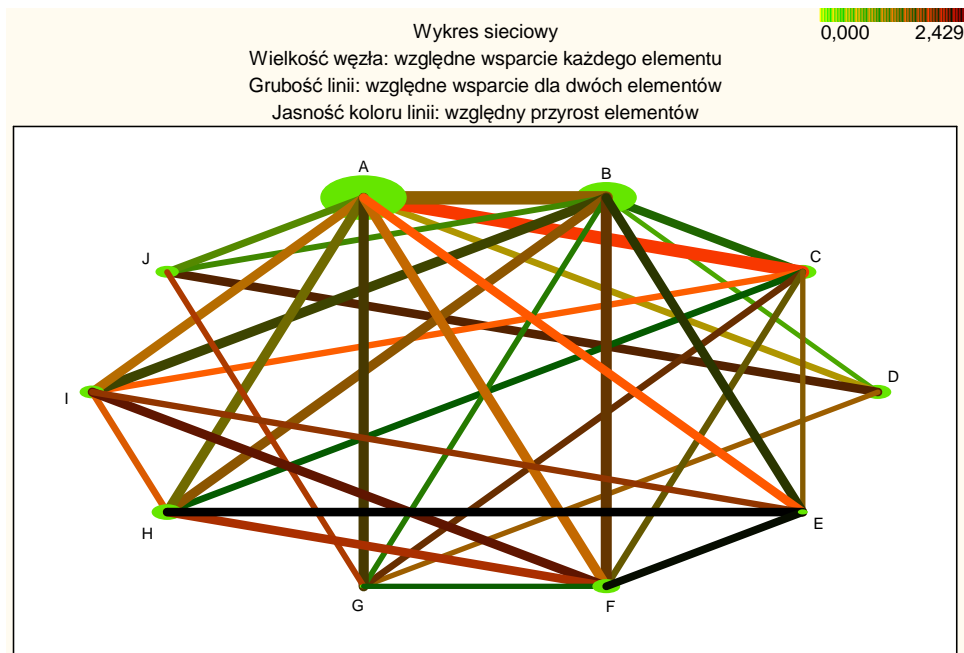 Wykres sieciowy
0,000 2,429
Wielkość węzła: względne wsparcie każdego elementu
Grubość linii: względne wsparcie dla dwóch elementów
Jasność koloru linii: względny przyrost elementów
A
B
J
C
I
D
H
E
G
F